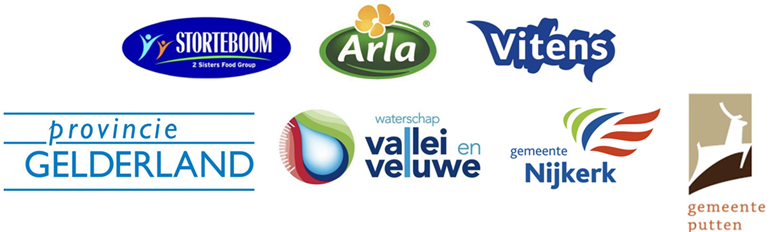 STORTEBOOM
2 Sisters Food Group
Arla®
Vitens
provincie
GELDERLAND
waterschap
vallei en
veluwe
gemeente
Nijkerk
gemeente
putten